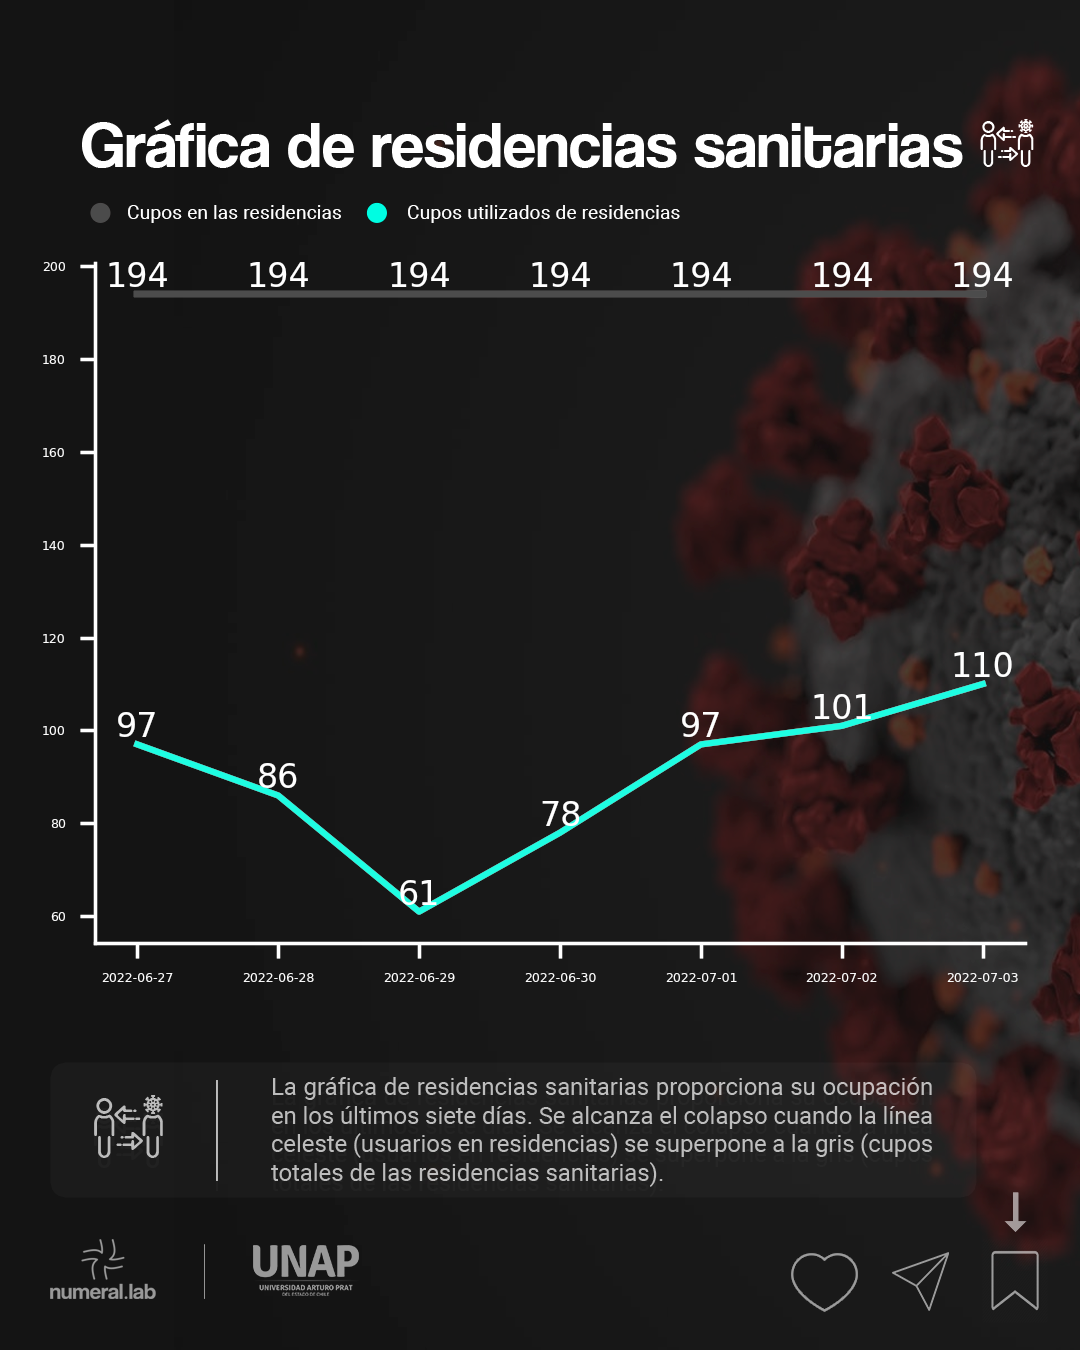 Gráfica de residencias sanitarias
Cupos en las residencias
Cupos utilizados de residencias
200
194 194 194 194 194 194 194
180
160
140
120
110
101
97
97
100
86
78
80
61
60
2022-06-27 2022-06-28 2022-06-29 2022-06-30 2022-07-01 2022-07-02 2022-07-03
La gráfica de residencias sanitarias proporciona su ocupación
en los últimos siete días. Se alcanza el colapso cuando la línea
celeste (usuarios en residencias) se superpone a la gris (cupos
totales de las residencias sanitarias).
numeral.lab
UNAP
UNIVERSIDAD ARTURO PRAT
DEL ESTADO DE CHILE